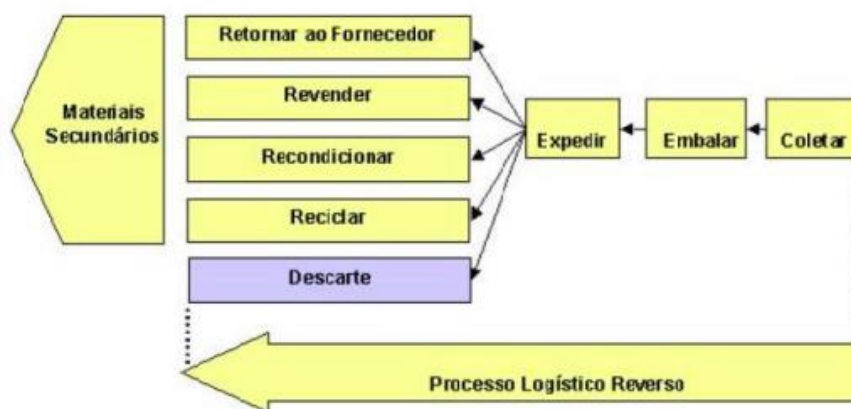 Retornar ao Fornecedor
Revender
Materiais
Secundários
Recondicionar
Expedir
Embalar
Coletar
Reciclar
Descarte
Processo Logístico Reverso